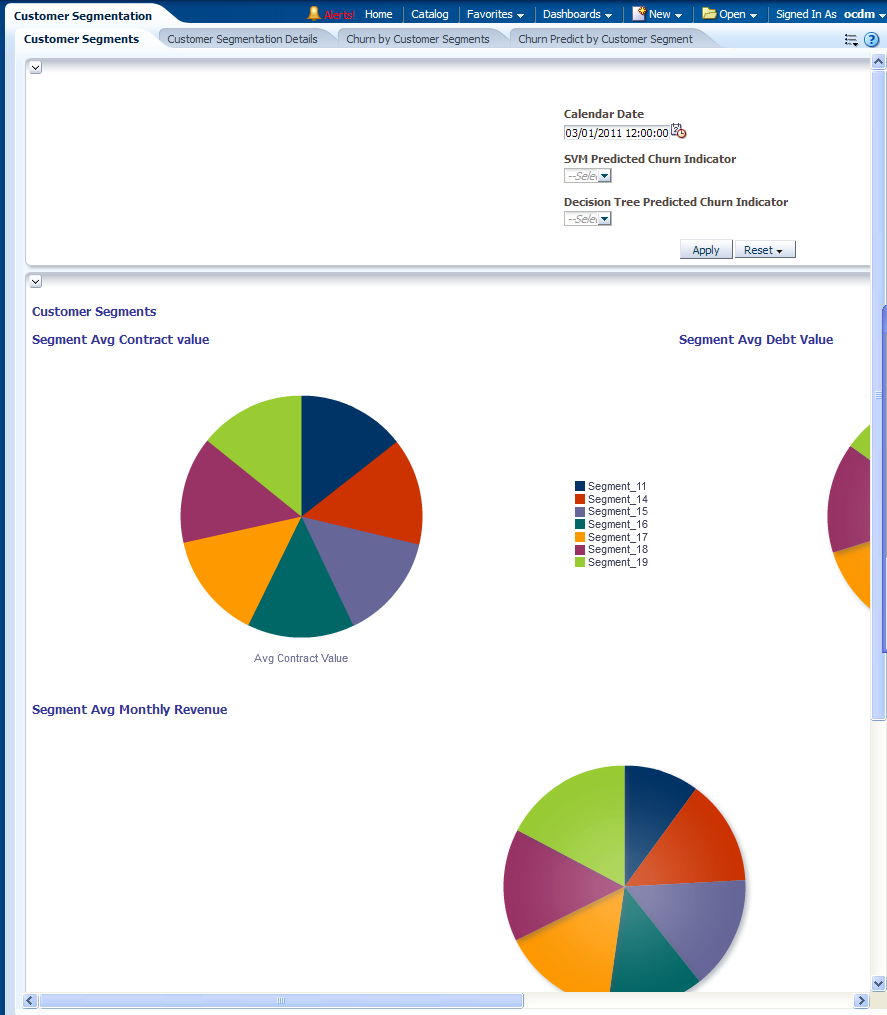 Customer Segmentation
Alerts! Home Catalog Favorites Dashboards New Open Signed In As ocdm
Customer Segments Customer Segmentation Details Churn by Customer Segments Churn Predict by Customer Segment
Calendar Date
03/01/2011 12:00:00
SVM Predicted Churn Indicator
Decision Tree Predicted Churn Indicator
Apply Reset
Customer Segments
Segment Avg Contract value Segment Avg Debt Value
Segment_11
Segment_14
Segment_15
Segment_16
Segment_17
Segment_18
Segment_19
Avg Contract Value
Segment Avg Monthly Revenue